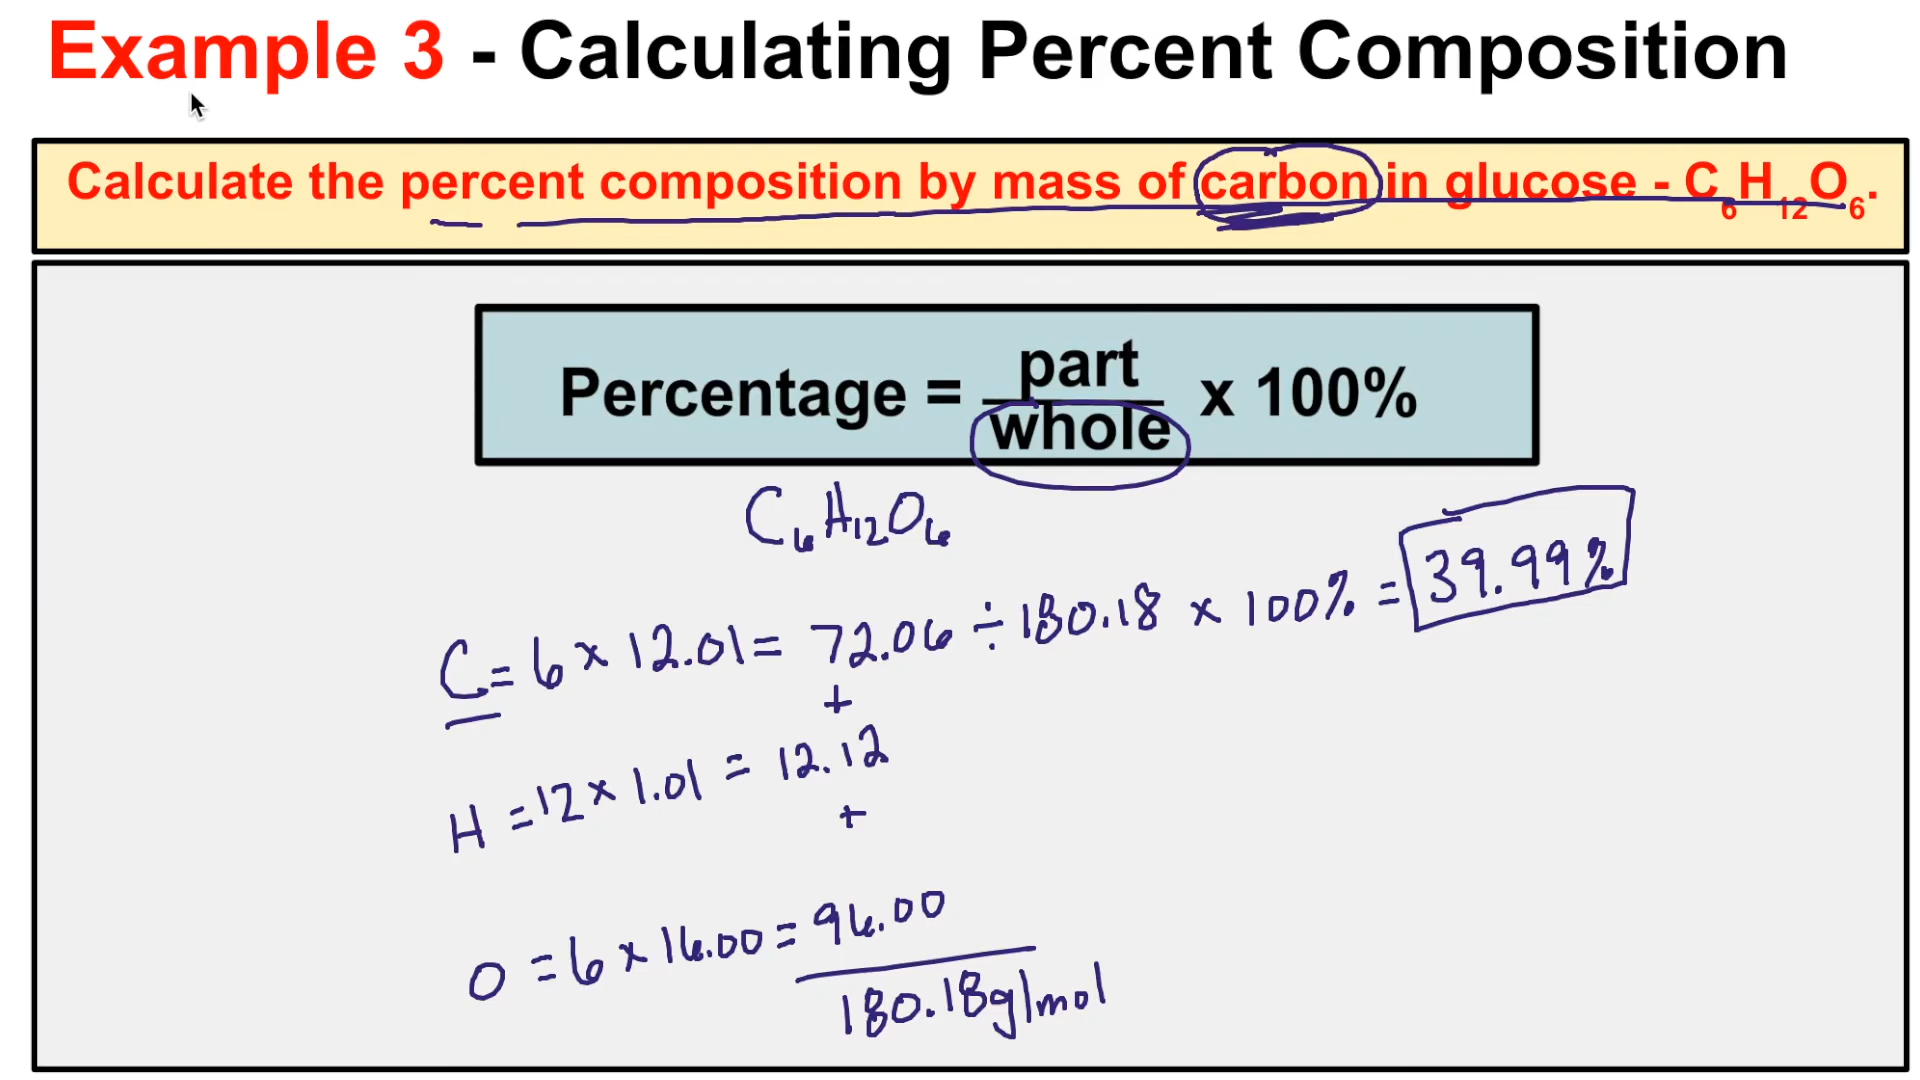 Example 3 - Calculating Percent Composition
Calculate the percent composition by mass of carbon in glucose - C₆H₁₂O₆.
Percentage = part/whole x 100%
C₆H₁₂O₆
C = 6 x 12.01 = 72.06 ÷ 180.18 x 100% = 39.99%
+
H = 12 x 1.01 = 12.12
+
O = 6 x 16.00 = 96.00
180.18g/mol